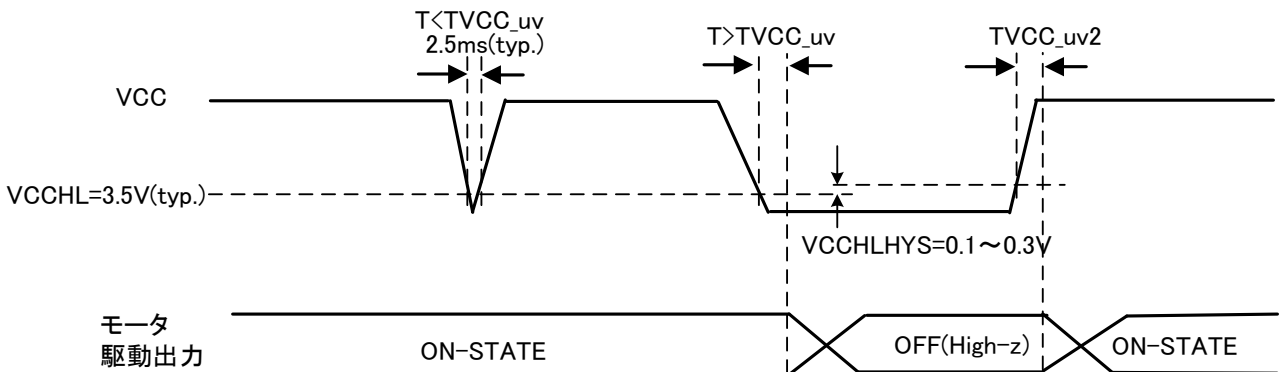 T<TVCC_uv
2.5ms(typ.)
T>TVCC_uv
TVCC_uv2
VCC
VCCHL=3.5V(typ.)
VCCHLHYS=0.1～0.3V
モータ
駆動出力
ON-STATE
OFF(High-z)
ON-STATE